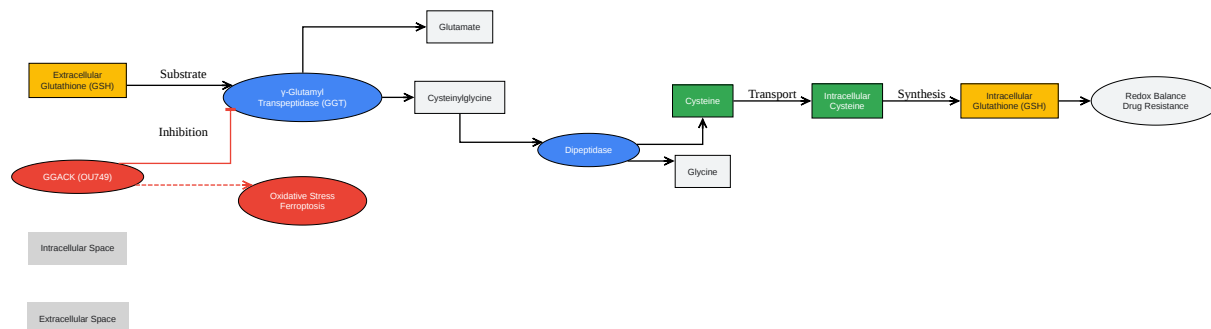 Glutamate
Extracellular
Glutathione (GSH)
Substrate
γ-Glutamyl
Transpeptidase (GGT)
Cysteinylglycine
Cysteine
Transport
Intracellular
Cysteine
Synthesis
Intracellular
Glutathione (GSH)
Redox Balance
Drug Resistance
Inhibition
Dipeptidase
Glycine
GGACK (OU749)
Oxidative Stress
Ferroptosis
Intracellular Space
Extracellular Space